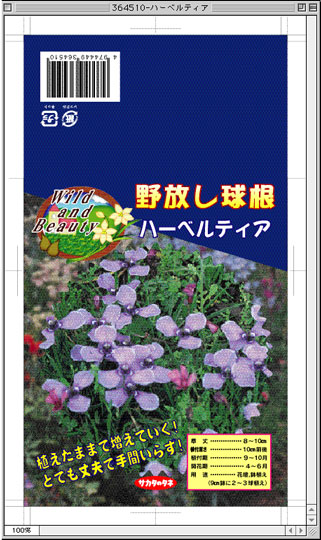 364510-ハーベルティア
4 974449 364510
Wild
and
Beauty
野放し球根
ハーベルティア
植えたままで増えていく!
とても丈夫で手間いらず!
サカタのタネ
草丈………………8〜10cm
植付深さ…………10cm前後
植付期……………9〜10月
開花期……………4〜6月
用途………花壇、鉢植え
(9cm鉢に2〜3球植え)
100%